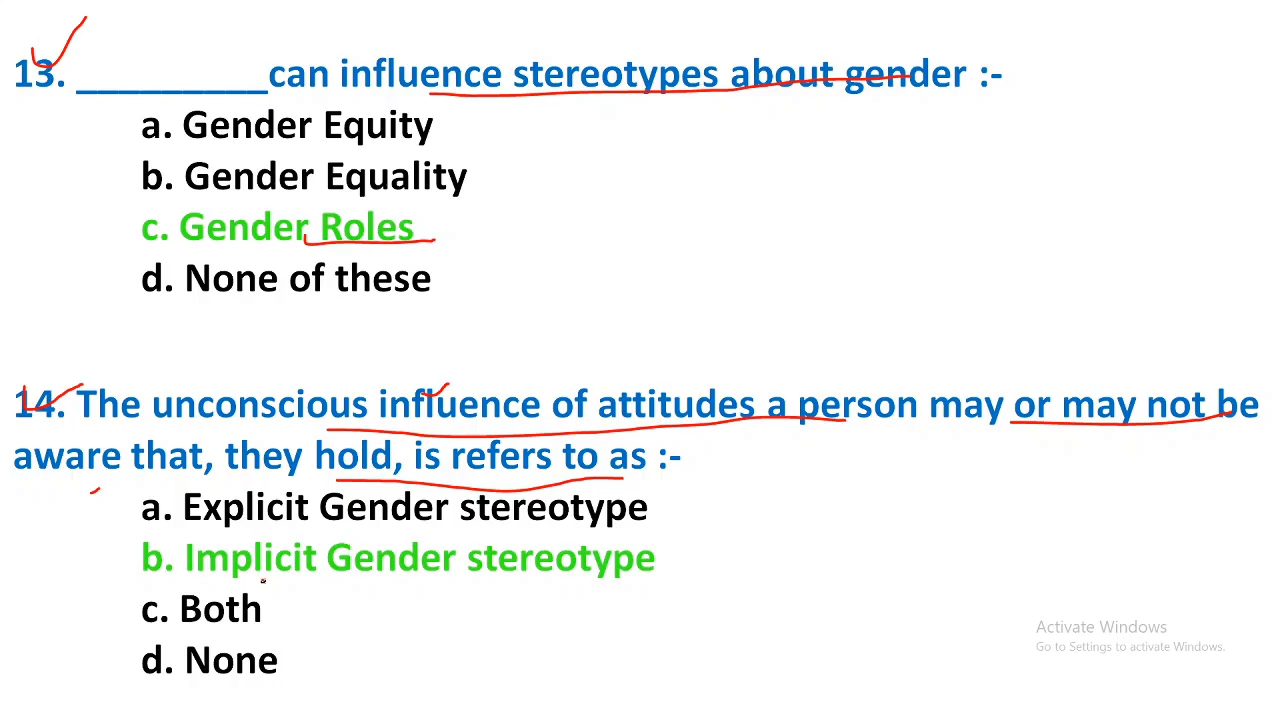 13. _________can influence stereotypes about gender :-
a. Gender Equity
b. Gender Equality
c. Gender Roles
d. None of these
14. The unconscious influence of attitudes a person may or may not be
aware that, they hold, is refers to as :-
a. Explicit Gender stereotype
b. Implicit Gender stereotype
c. Both
d. None
Activate Windows
Go to Settings to activate Windows.